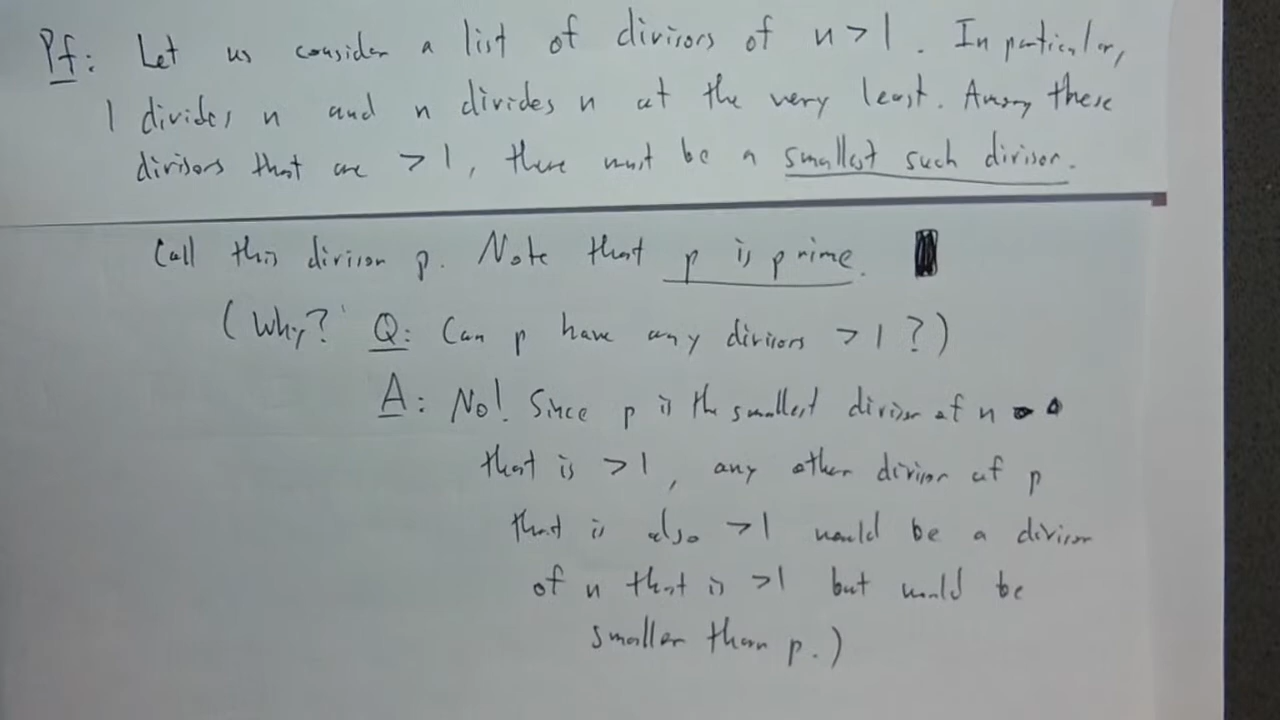 Pf: Let us consider a list of divisors of n > 1. In particular,
1 divides n and n divides n at the very least. Among these
divisors that are > 1, there must be a smallest such divisor.
Call this divisor p. Note that p is prime.
(Why? Q: Can p have any divisors > 1?)
A: No! Since p is the smallest divisor of n
that is > 1, any other divisor of p
that is also > 1 would be a divisor
of n that is > 1 but would be
smaller than p.)